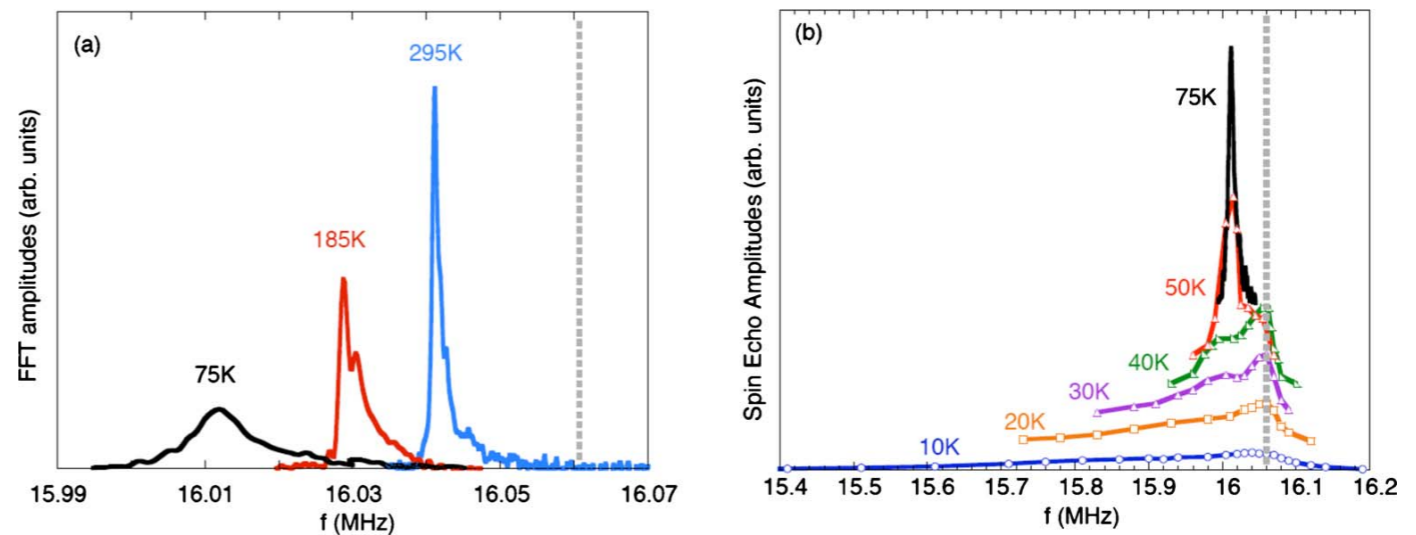 (a)
295K
185K
75K
FFT amplitudes (arb. units)
15.99 16.01 16.03 16.05 16.07
f (MHz)
(b)
75K
50K
40K
30K
20K
10K
Spin Echo Amplitudes (arb. units)
15.4 15.5 15.6 15.7 15.8 15.9 16 16.1 16.2
f (MHz)